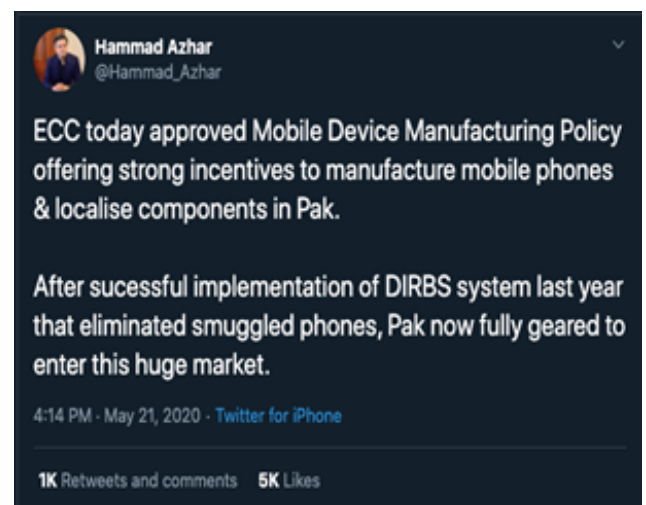 Hammad Azhar
@Hammad_Azhar
ECC today approved Mobile Device Manufacturing Policy
offering strong incentives to manufacture mobile phones
& localise components in Pak.
After sucessful implementation of DIRBS system last year
that eliminated smuggled phones, Pak now fully geared to
enter this huge market.
4:14 PM · May 21, 2020 · Twitter for iPhone
1K Retweets and comments 5K Likes